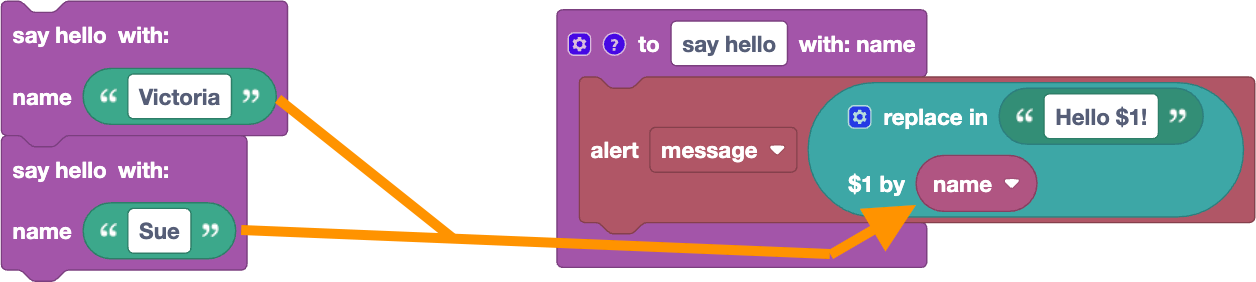 say hello with:
name “ Victoria ”
say hello with:
name “ Sue ”
? to say hello with: name
alert message
replace in “ Hello $1! ”
$1 by name